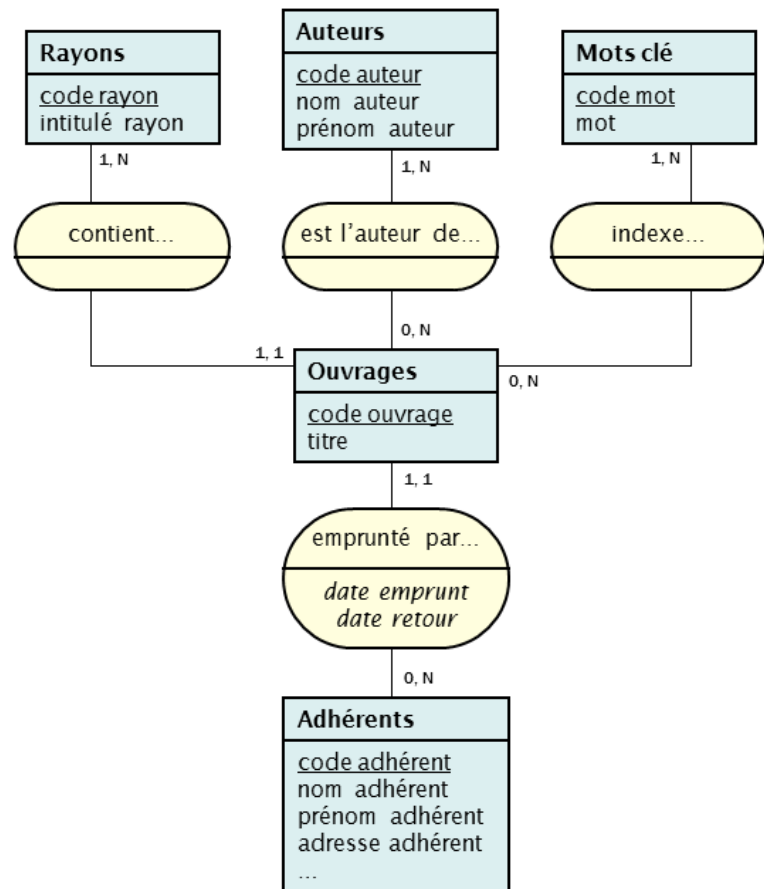 Rayons
code rayon
intitulé rayon
Auteurs
code auteur
nom auteur
prénom auteur
Mots clé
code mot
mot
1, N
1, N
1, N
contient...
est l'auteur de...
indexe...
1, 1
0, N
0, N
Ouvrages
code ouvrage
titre
1, 1
emprunté par...
date emprunt
date retour
0, N
Adhérents
code adhérent
nom adhérent
prénom adhérent
adresse adhérent
...